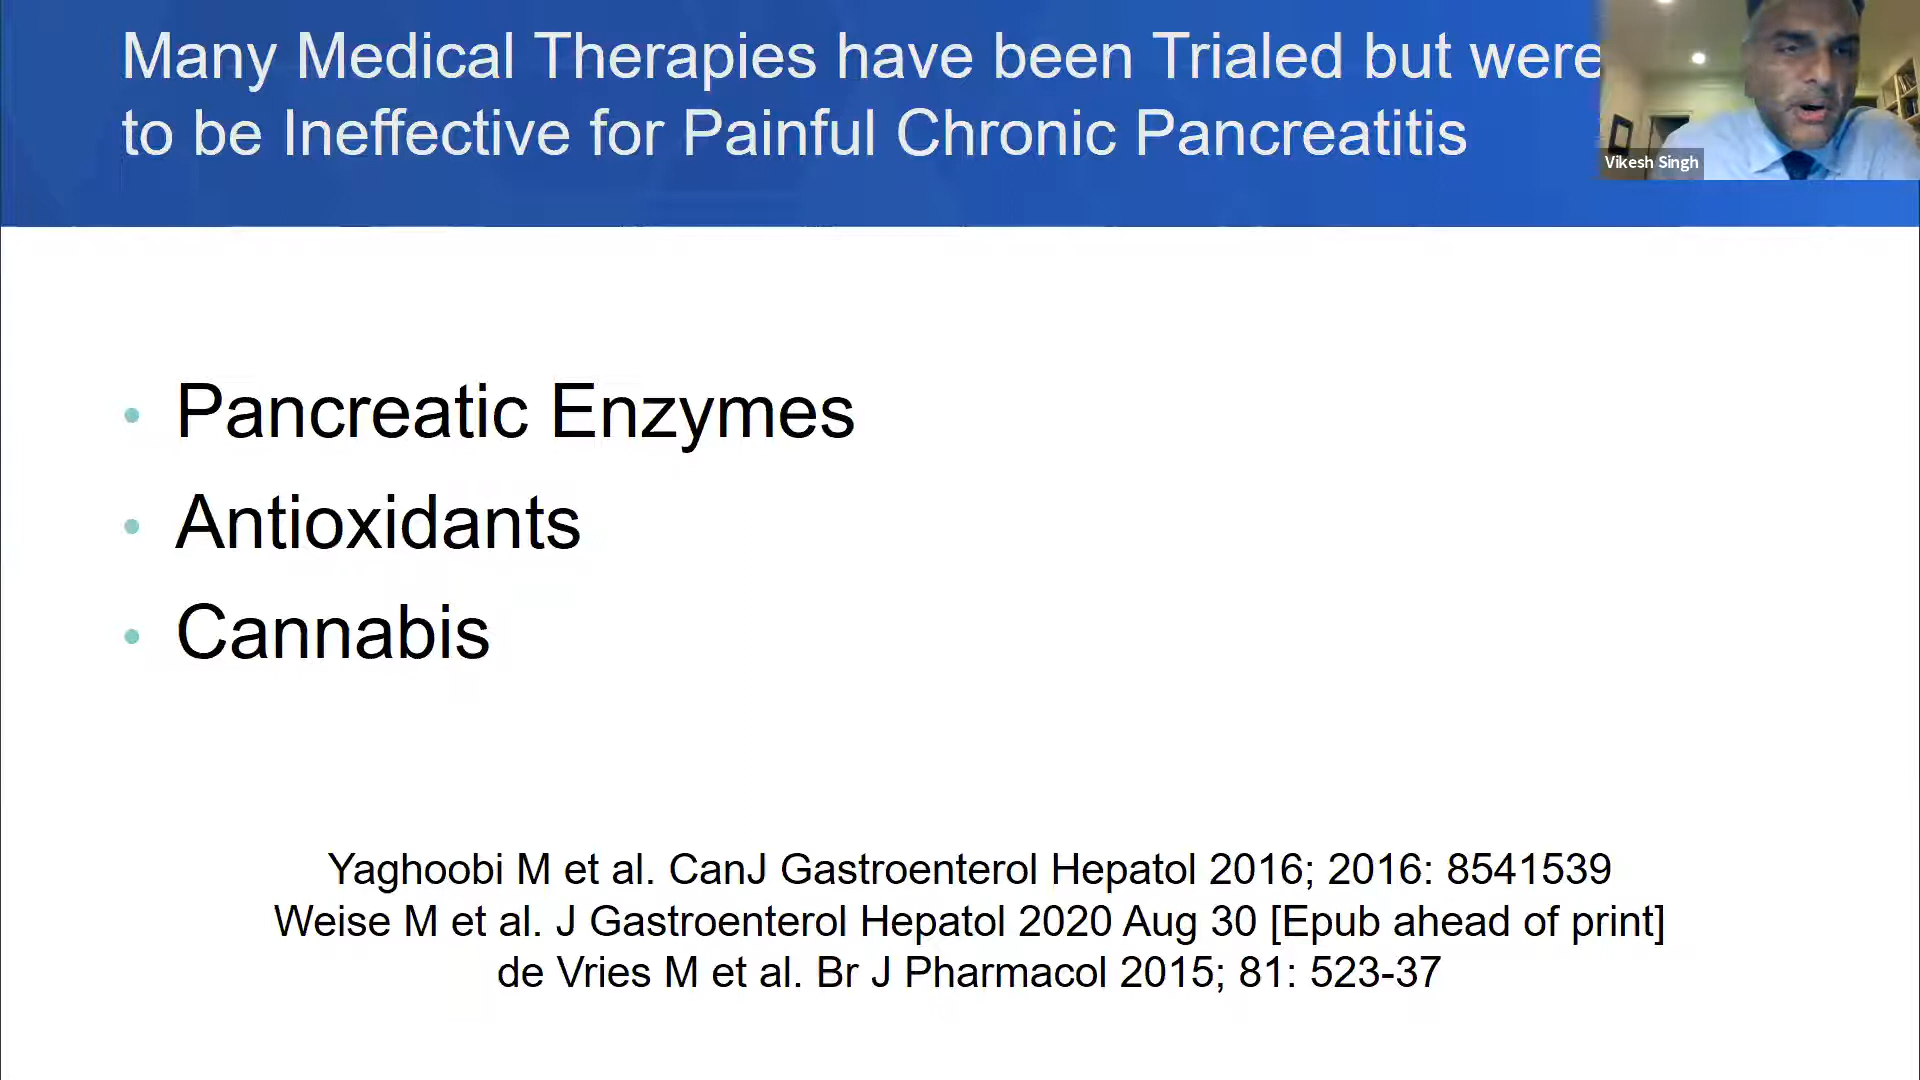 Many Medical Therapies have been Trialed but were
to be Ineffective for Painful Chronic Pancreatitis
Vikesh Singh
• Pancreatic Enzymes
• Antioxidants
• Cannabis
Yaghoobi M et al. CanJ Gastroenterol Hepatol 2016; 2016: 8541539
Weise M et al. J Gastroenterol Hepatol 2020 Aug 30 [Epub ahead of print]
de Vries M et al. Br J Pharmacol 2015; 81: 523-37